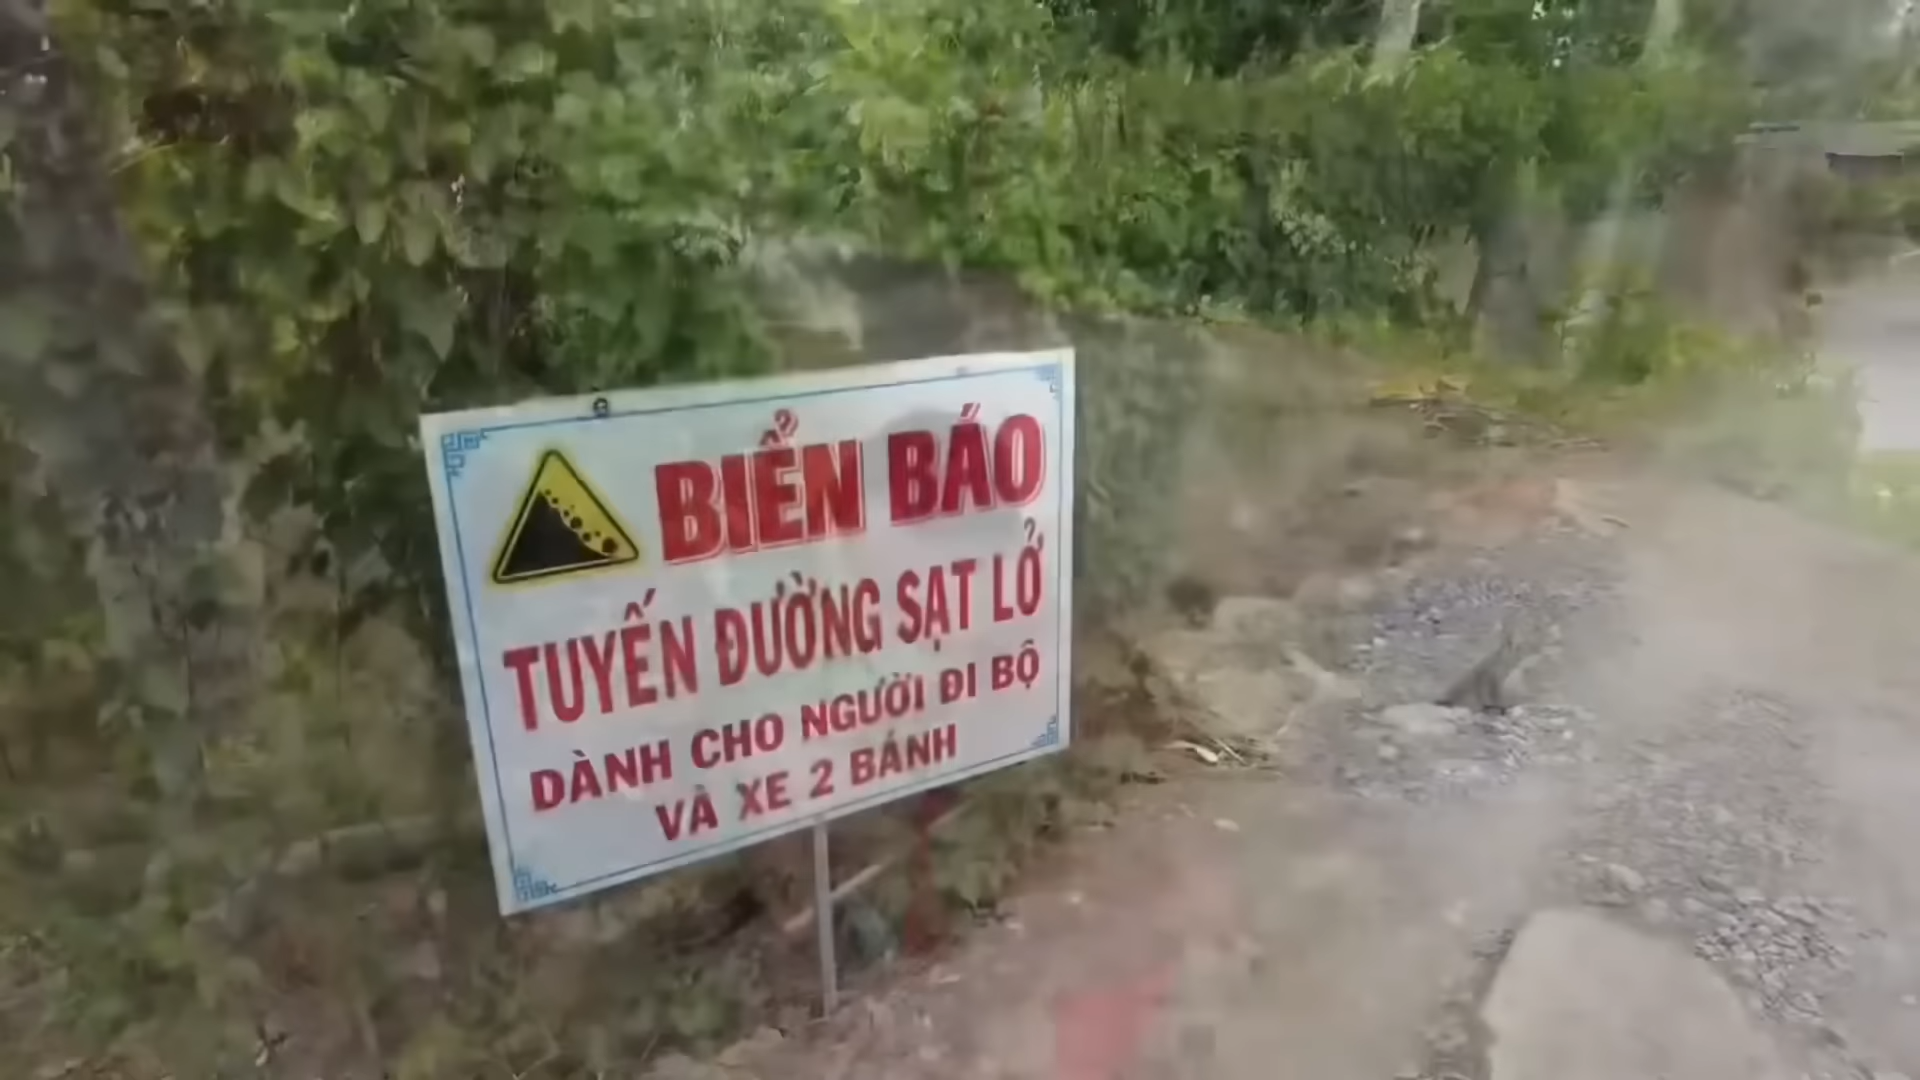 BIỂN BÁO
TUYẾN ĐƯỜNG SẠT LỞ
DÀNH CHO NGƯỜI ĐI BỘ
VÀ XE 2 BÁNH